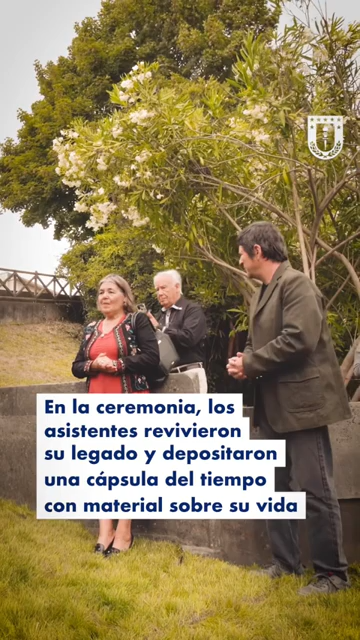 En la ceremonia, los
asistentes revivieron
su legado y depositaron
una cápsula del tiempo
con material sobre su vida